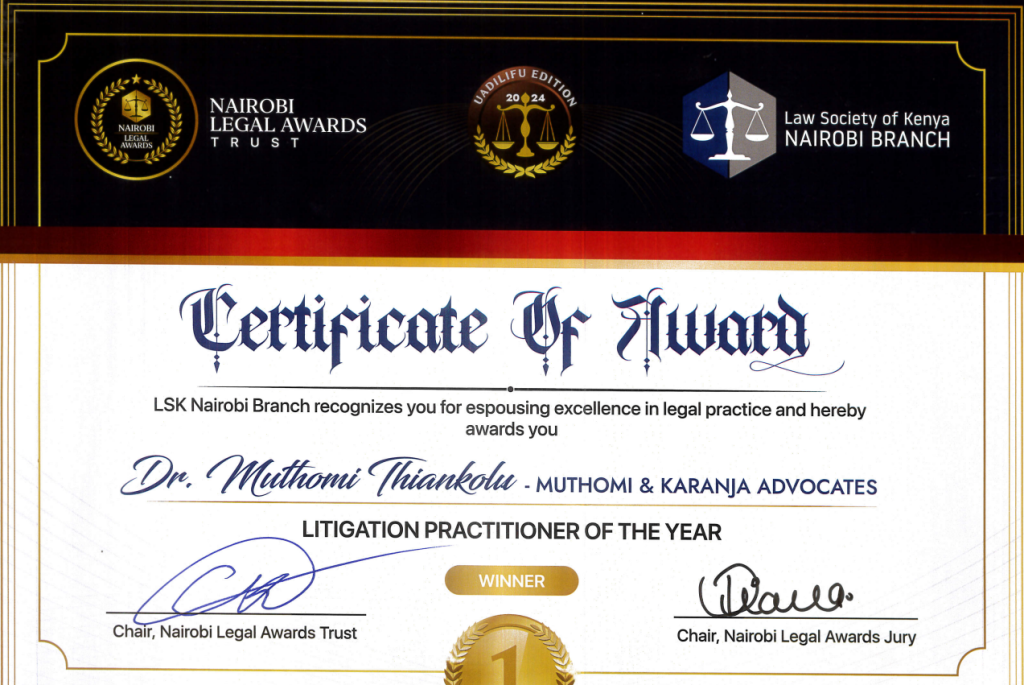 NAIROBI
LEGAL
AWARDS
NAIROBI
LEGAL AWARDS
TRUST
UADILIFU EDITION
2024
Law Society of Kenya
NAIROBI BRANCH
Certificate Of Award
LSK Nairobi Branch recognizes you for espousing excellence in legal practice and hereby
awards you
Dr. Muthomi Thiankolu - MUTHOMI & KARANJA ADVOCATES
LITIGATION PRACTITIONER OF THE YEAR
WINNER
Diana.
Chair, Nairobi Legal Awards Trust
Chair, Nairobi Legal Awards Jury
1